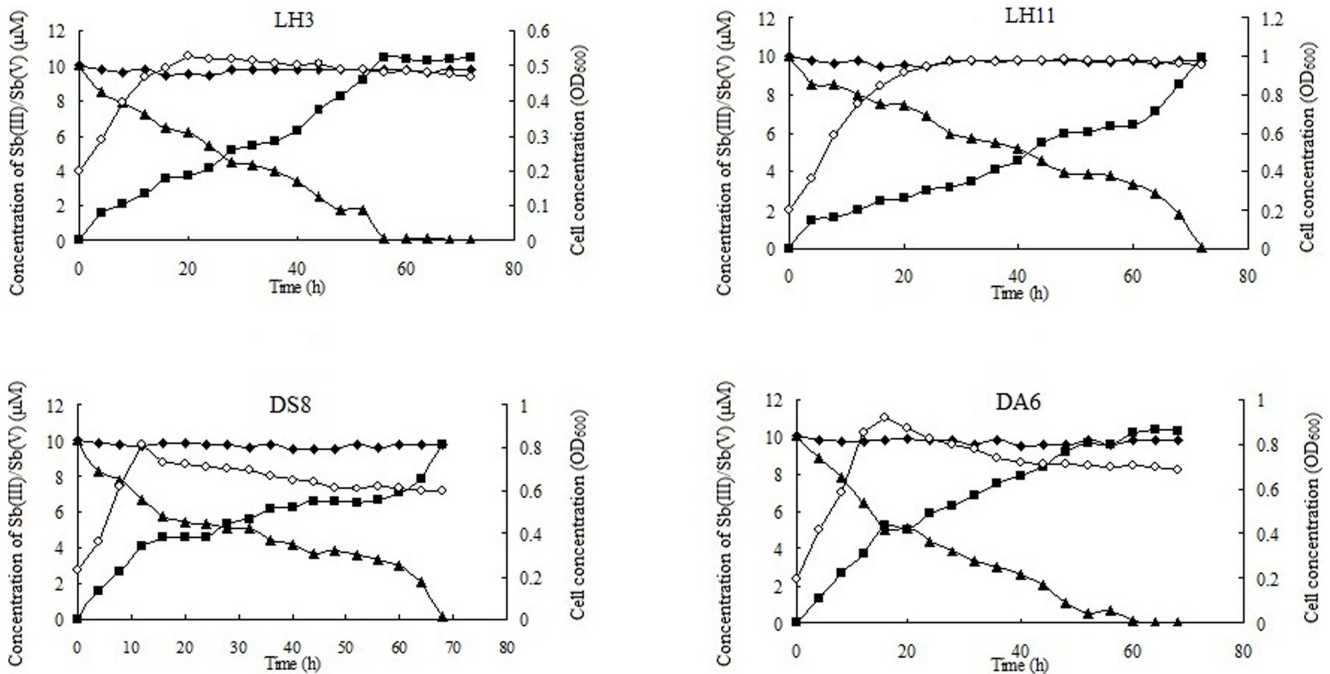 LH3
Concentration of Sb(III)/Sb(V) (μM)
12
10
8
6
4
2
0
0.6
0.5
0.4
0.3
0.2
0.1
0
Cell concentration (OD600)
0 20 40 60 80
Time (h)
LH11
Concentration of Sb(III)/Sb(V) (μM)
12
10
8
6
4
2
0
1.2
1
0.8
0.6
0.4
0.2
0
Cell concention (OD600)
0 20 40 60 80
Time (h)
DS8
Concentration of Sb(III)/Sb(V) (μM)
12
10
8
6
4
2
0
1
0.8
0.6
0.4
0.2
0
Cell concentration (OD600)
0 10 20 30 40 50 60 70 80
Time (h)
DA6
Concentration of Sb(III)/Sb(V) (μM)
12
10
8
6
4
2
0
1
0.8
0.6
0.4
0.2
0
Cell concentration (OD600)
0 20 40 60 80
Time (h)